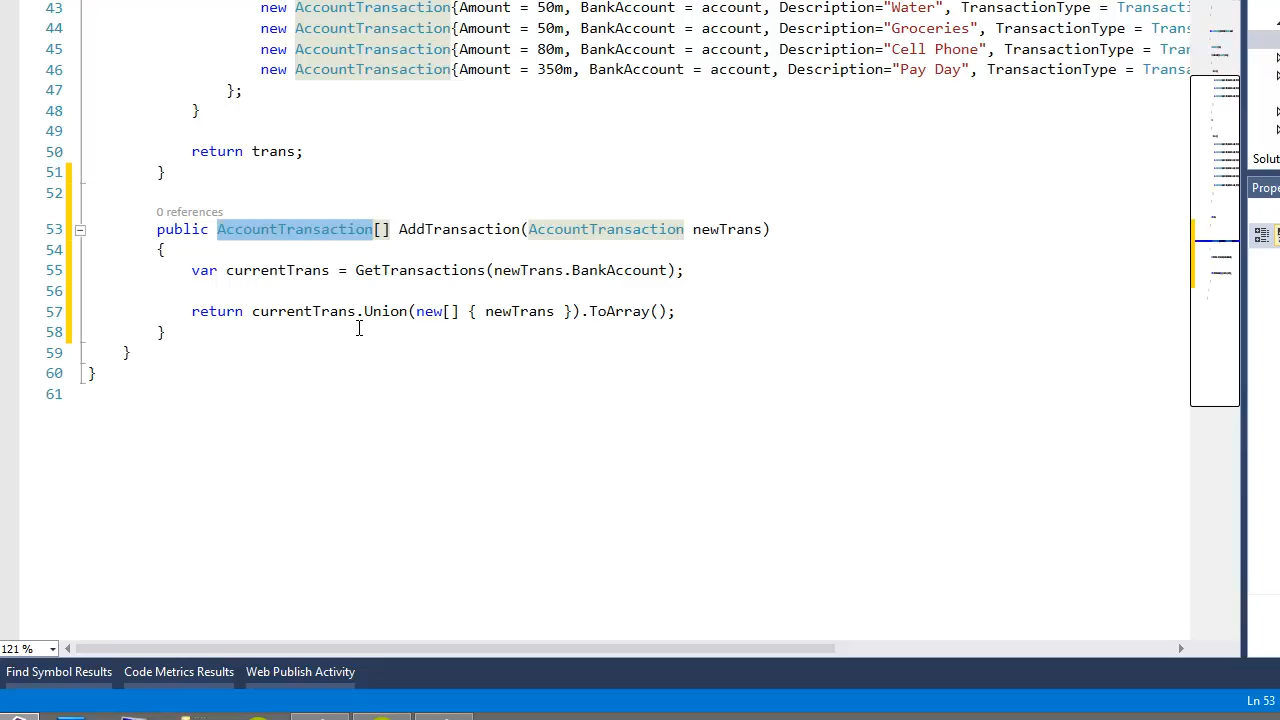 43 new AccountTransaction{Amount = 50m, BankAccount = account, Description="Water", TransactionType = Transacti
44 new AccountTransaction{Amount = 50m, BankAccount = account, Description="Groceries", TransactionType = Trans
45 new AccountTransaction{Amount = 80m, BankAccount = account, Description="Cell Phone", TransactionType = Tran
46 new AccountTransaction{Amount = 350m, BankAccount = account, Description="Pay Day", TransactionType = Transa
47 };
48 }
49
50 return trans;
Solut
51 }
52
Prope
0 references
53 public AccountTransaction[] AddTransaction(AccountTransaction newTrans)
54 {
55 var currentTrans = GetTransactions(newTrans.BankAccount);
56
57 return currentTrans.Union(new[] { newTrans }).ToArray();
58 }
59 }
60 }
61
121 %
Find Symbol Results Code Metrics Results Web Publish Activity
Ln 53